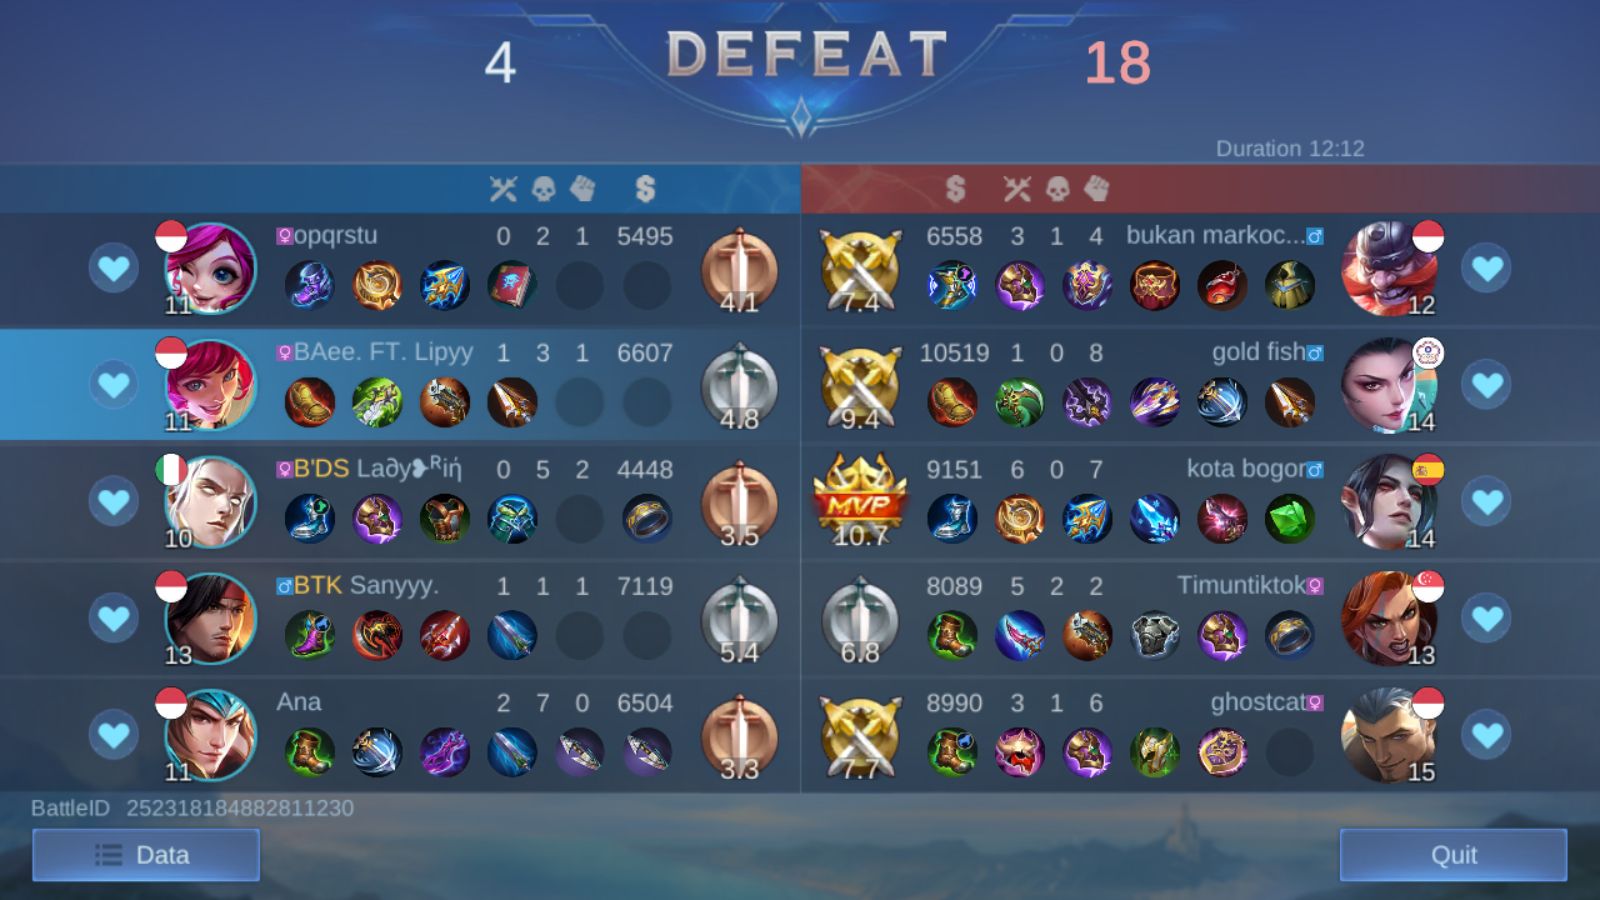 4 DEFEAT 18
Duration 12:12
opqrstu 0 2 1 5495
11 4.1
6558 3 1 4 bukan markoc...
7.4 12
BAee. FT. Lipyy 1 3 1 6607
11 4.8
10519 1 0 8 gold fish
9.4 14
B'DS La∂y❥ᴿiή 0 5 2 4448
10 3.5
9151 6 0 7 kota bogor
MVP
10.7 14
BTK Sanyyy. 1 1 1 7119
13 5.4
8089 5 2 2 Timuntiktok
6.8 13
Ana 2 7 0 6504
11 3.3
8990 3 1 6 ghostcat
7.7 15
BattleID 252318184882811230
Data
Quit